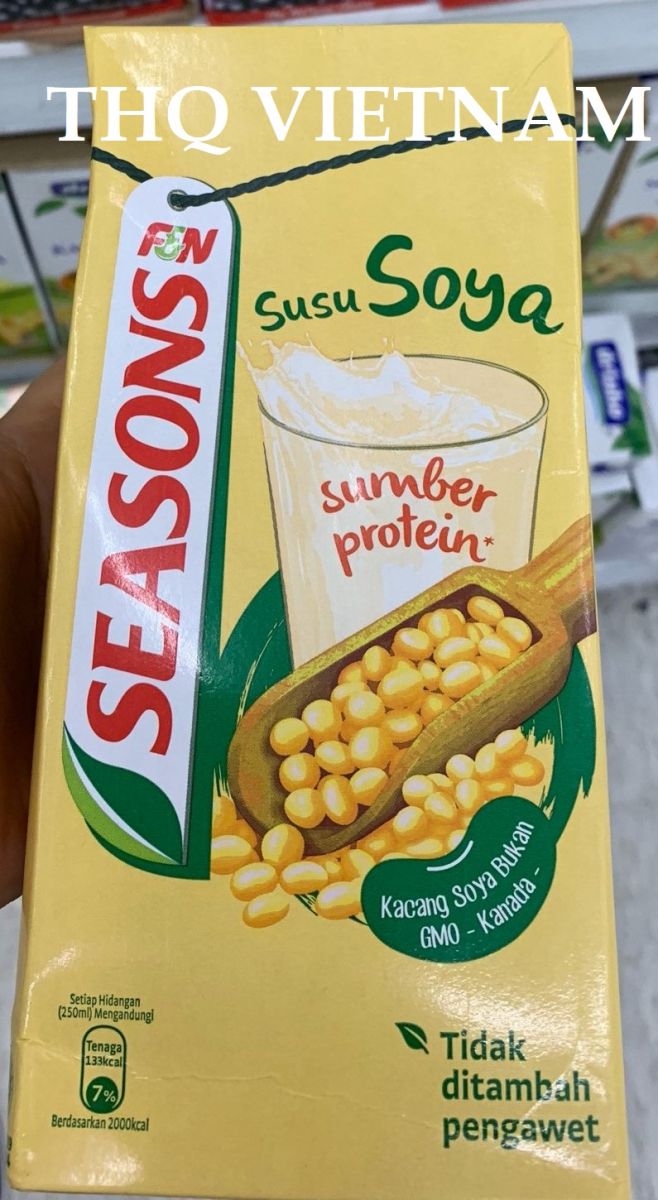 THQ VIETNAM
F&N
SEASONS
Susu Soya
sumber
protein*
Kacang Soya Bukan
GMO - Kanada -
Setiap Hidangan
(250ml) Mengandungi
Tenaga
133kcal
7%
Berdasarkan 2000kcal
Tidak
ditambah
pengawet